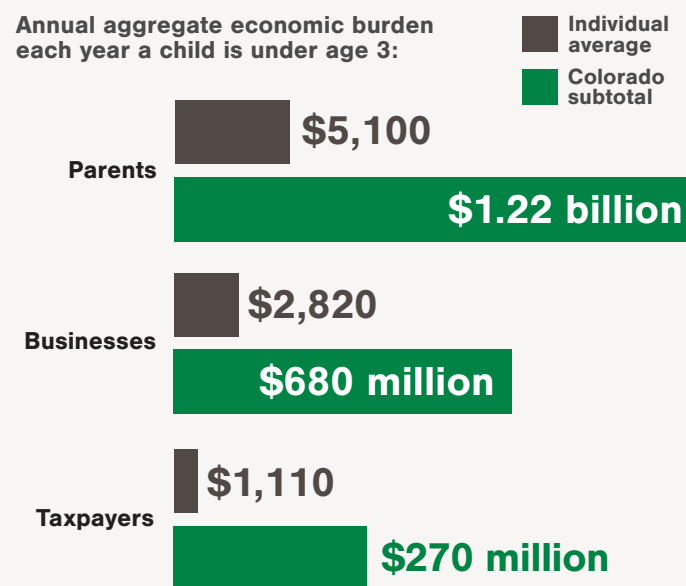 Annual aggregate economic burden
each year a child is under age 3:
Individual
average
Colorado
subtotal
Parents
$5,100
$1.22 billion
Businesses
$2,820
$680 million
Taxpayers
$1,110
$270 million